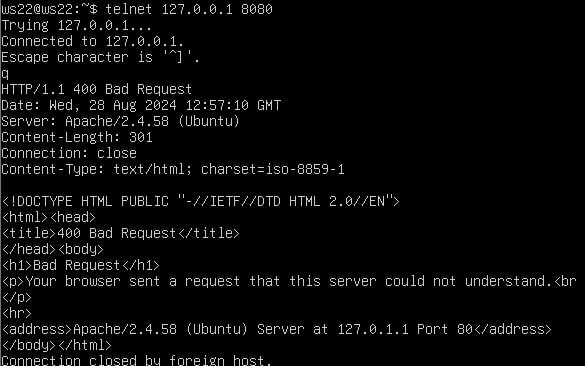 ws22@ws22:~$ telnet 127.0.0.1 8080
Trying 127.0.0.1...
Connected to 127.0.0.1.
Escape character is '^]'.
q
HTTP/1.1 400 Bad Request
Date: Wed, 28 Aug 2024 12:57:10 GMT
Server: Apache/2.4.58 (Ubuntu)
Content-Length: 301
Connection: close
Content-Type: text/html; charset=iso-8859-1

<!DOCTYPE HTML PUBLIC "-//IETF//DTD HTML 2.0//EN">
<html><head>
<title>400 Bad Request</title>
</head><body>
<h1>Bad Request</h1>
<p>Your browser sent a request that this server could not understand.<br
</p>
<hr>
<address>Apache/2.4.58 (Ubuntu) Server at 127.0.1.1 Port 80</address>
</body></html>
Connection closed by foreign host.